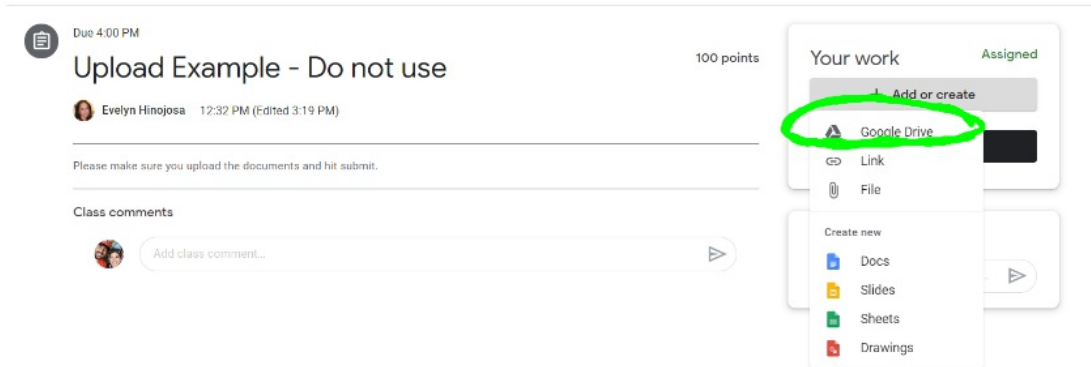 Due 4:00 PM
Upload Example - Do not use
100 points
Evelyn Hinojosa 12:32 PM (Edited 3:19 PM)
Please make sure you upload the documents and hit submit.
Class comments
Add class comment...
Your work Assigned
+ Add or create
Google Drive
Link
File
Create new
Docs
Slides
Sheets
Drawings